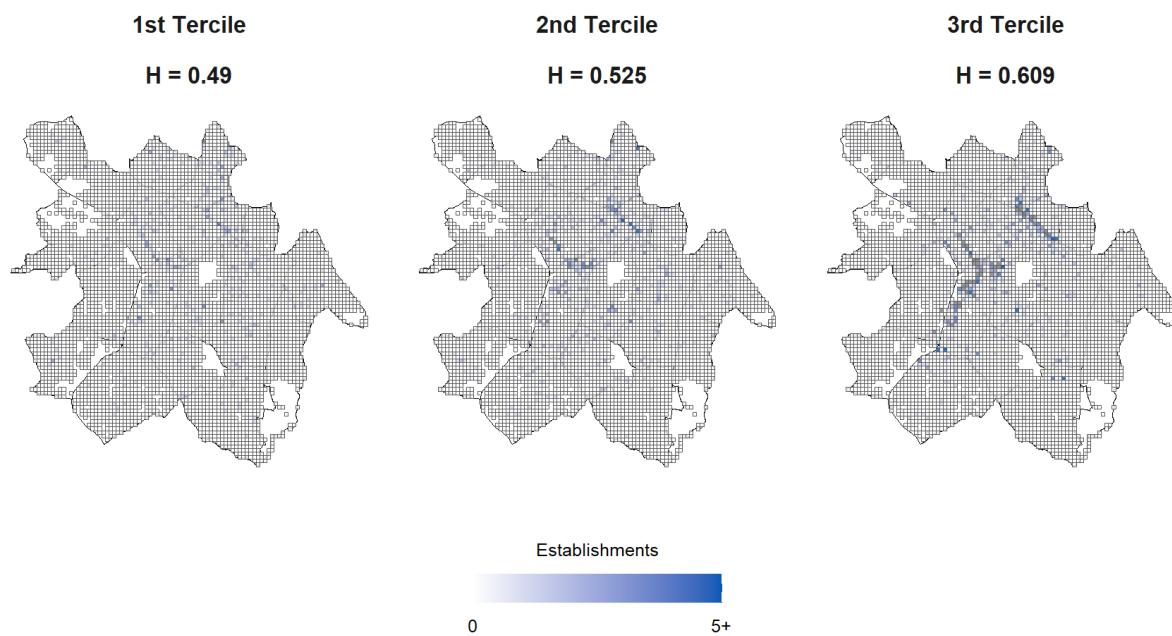 1st Tercile
H = 0.49
2nd Tercile
H = 0.525
3rd Tercile
H = 0.609
Establishments
0
5+